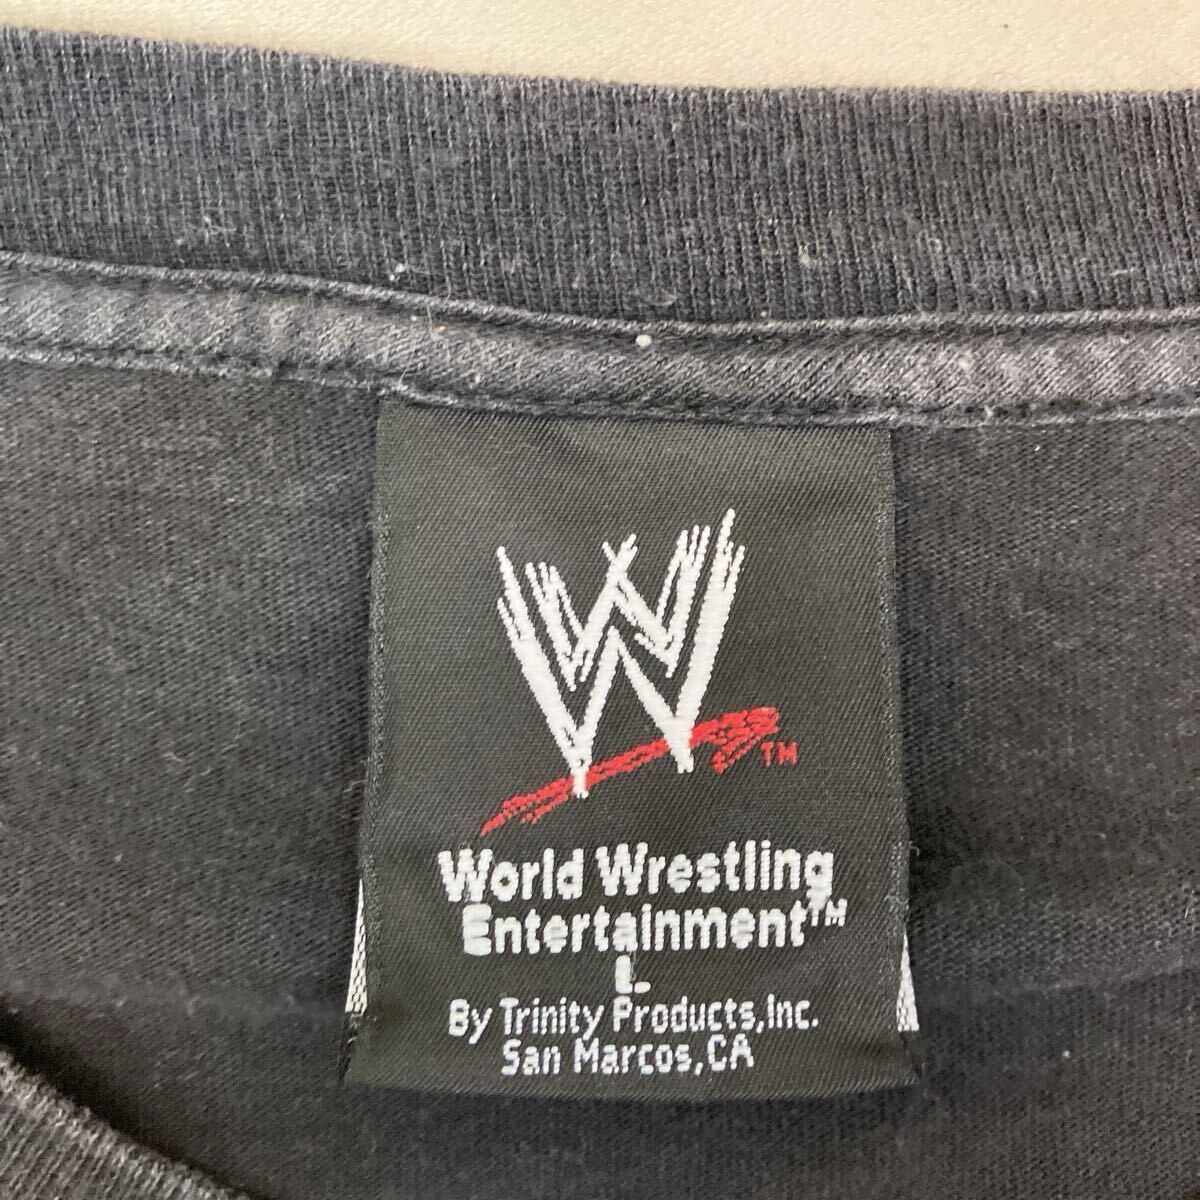 W
TM
World Wrestling
Entertainment™
L
By Trinity Products,Inc.
San Marcos,CA